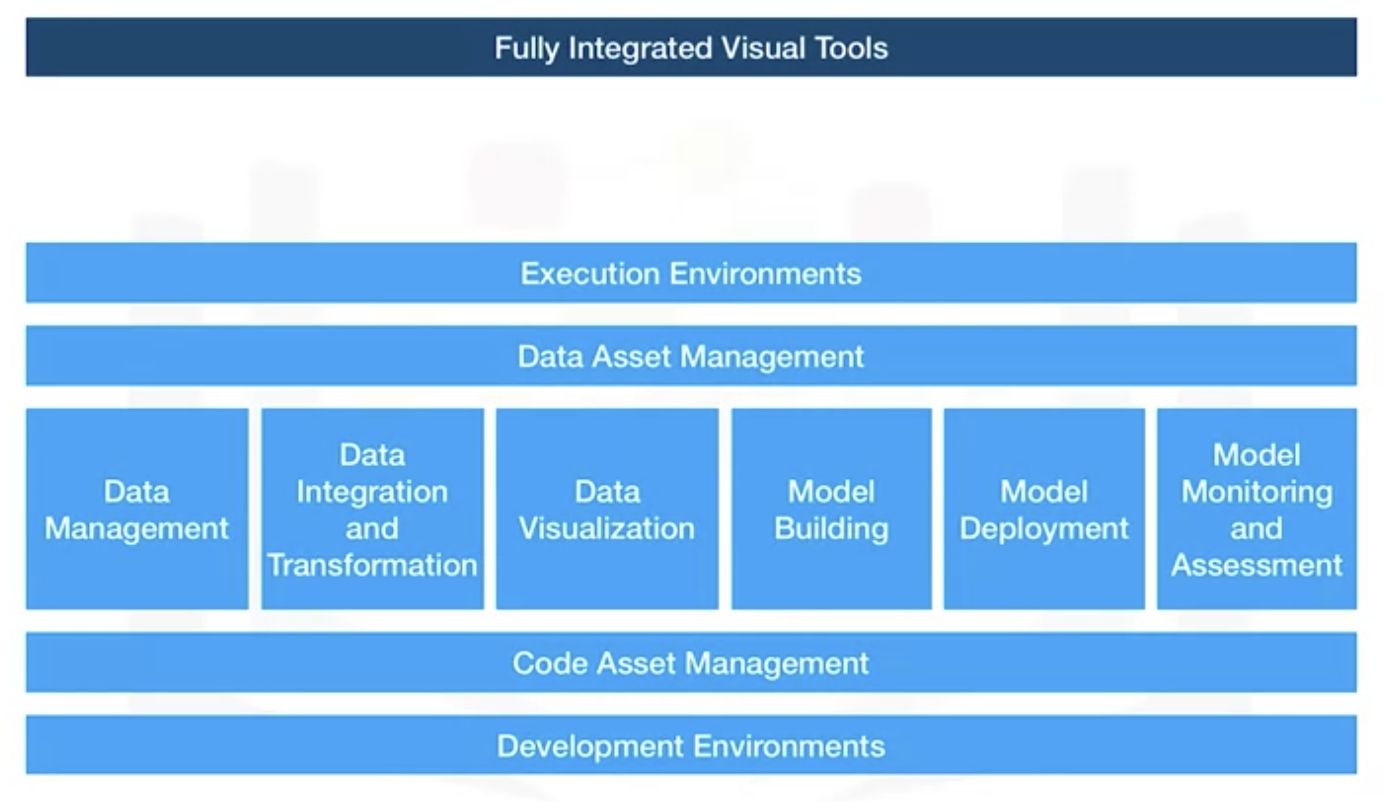 Fully Integrated Visual Tools
Execution Environments
Data Asset Management
Data
Management
Data
Integration
and
Transformation
Data
Visualization
Model
Building
Model
Deployment
Model
Monitoring
and
Assessment
Code Asset Management
Development Environments